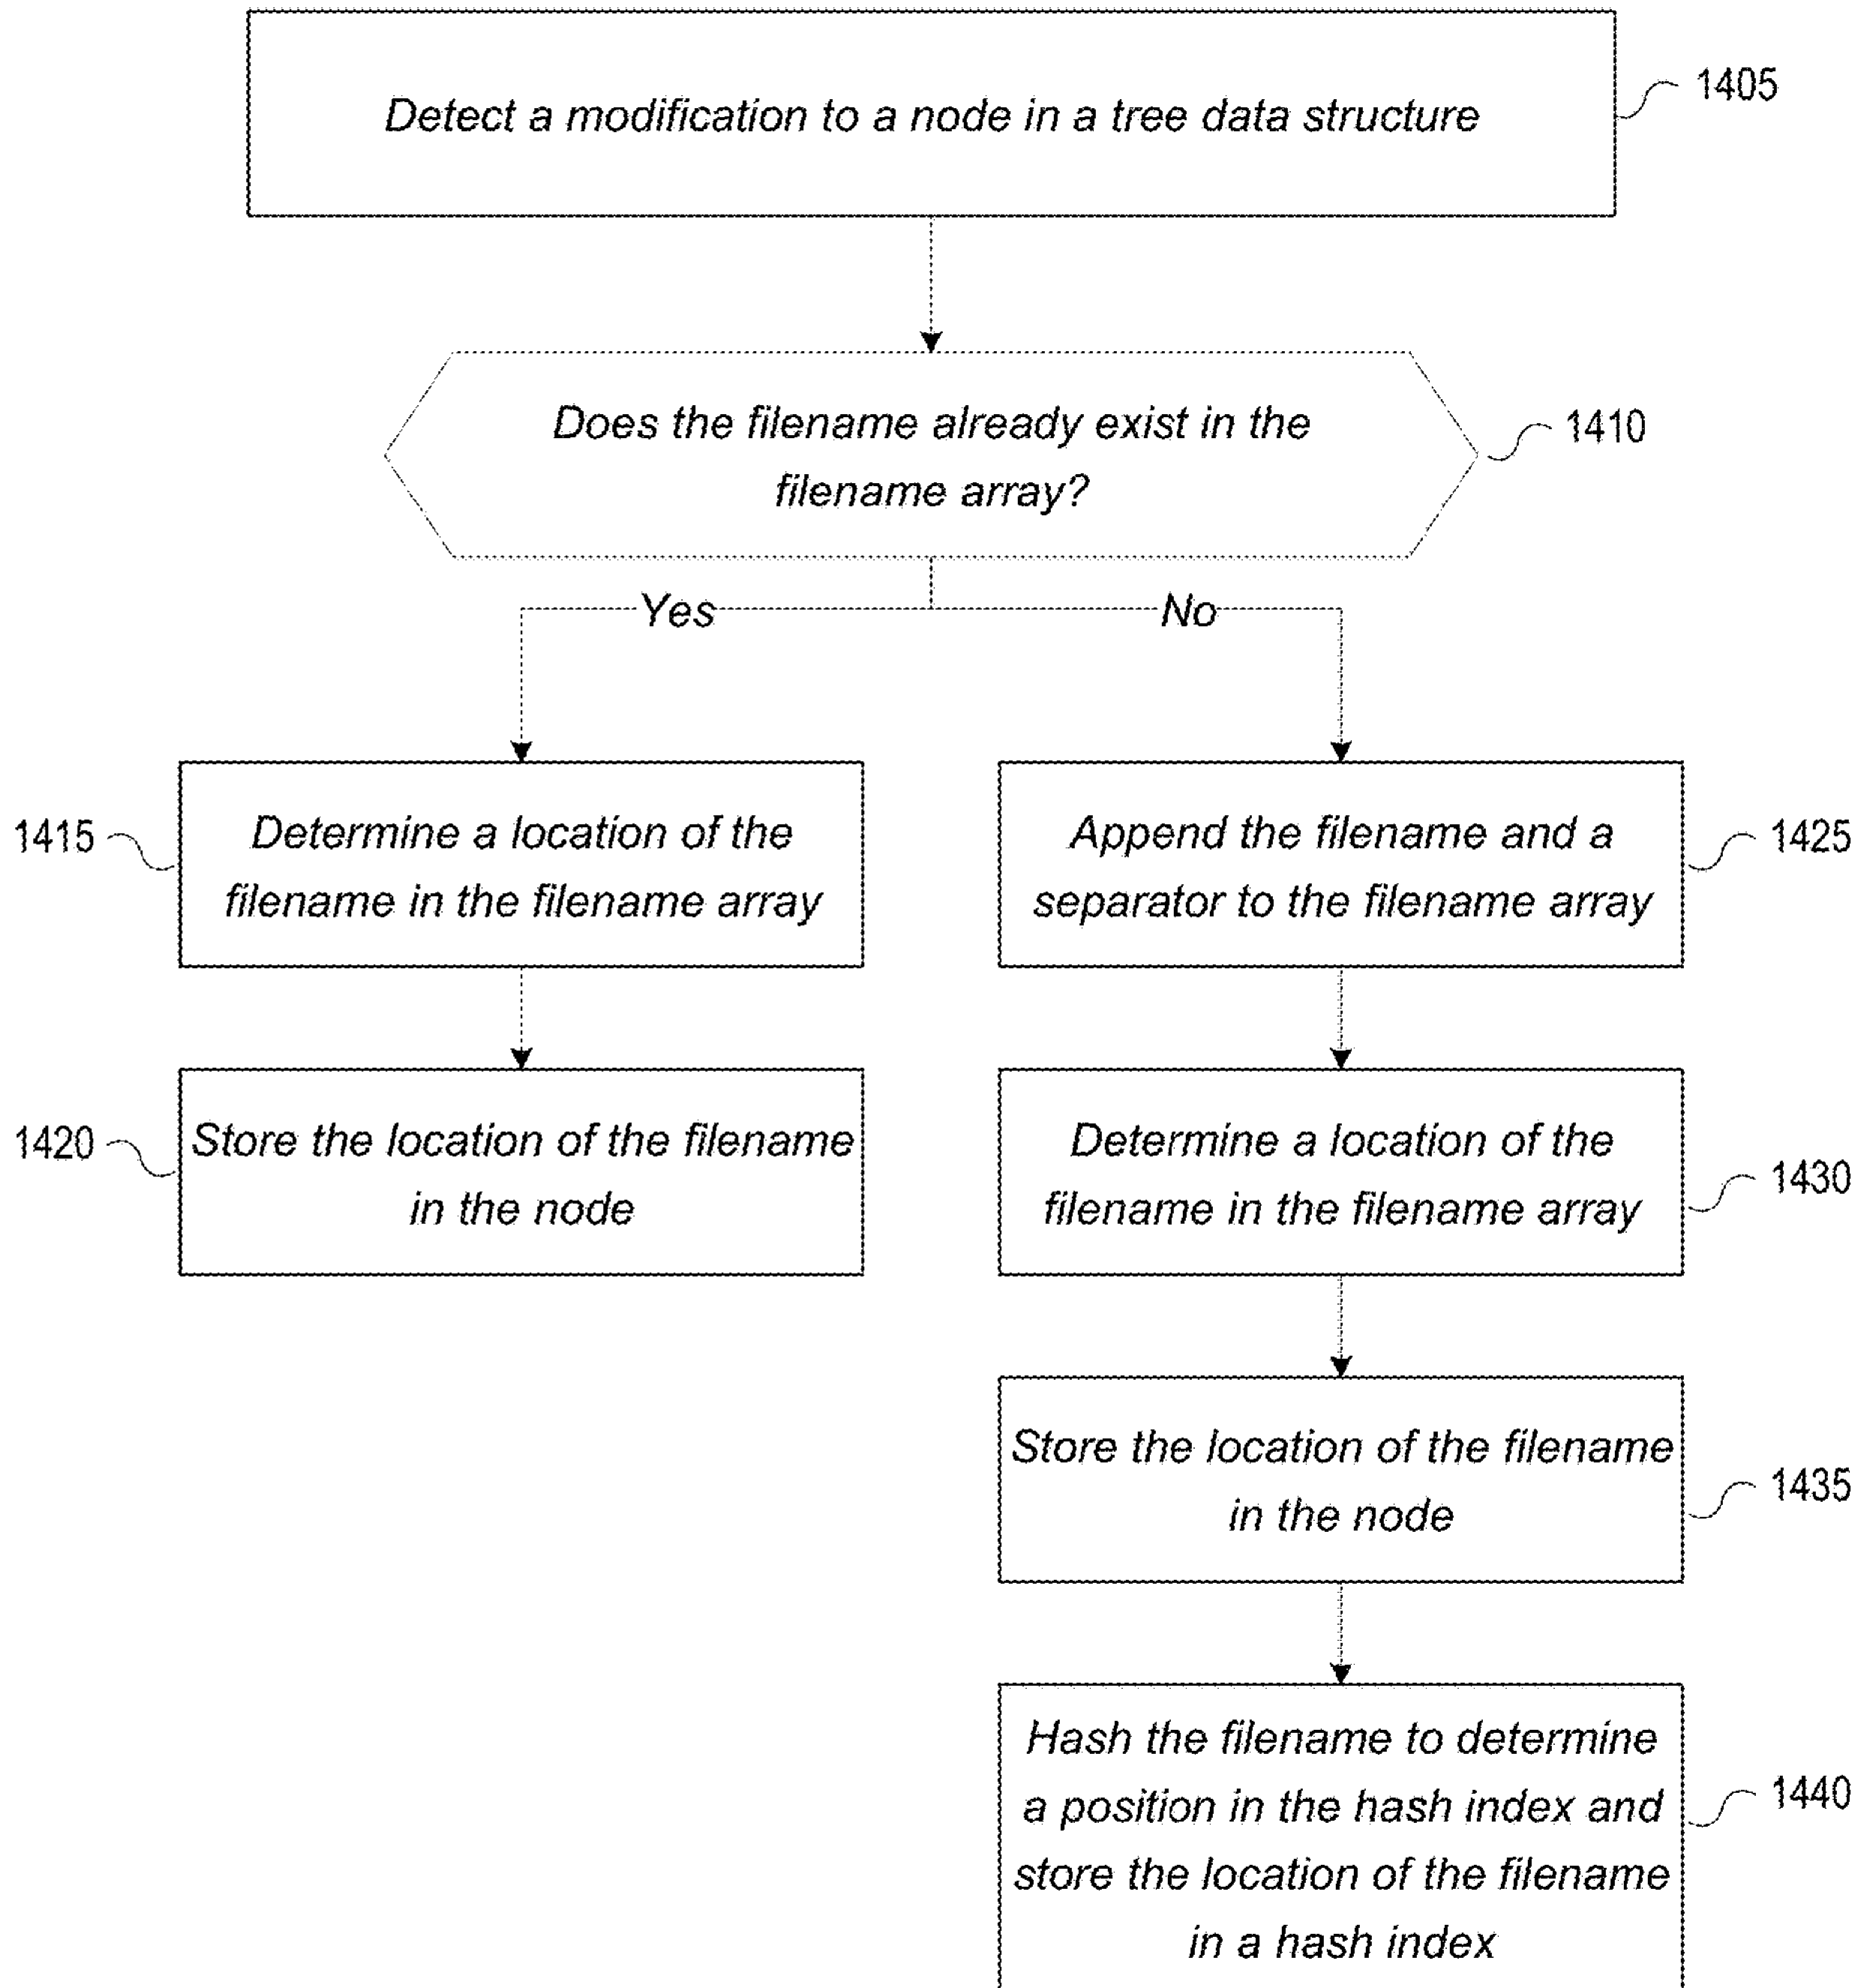 Detect a modification to a node in a tree data structure
1405
Does the filename already exist in the
filename array?
1410
Yes
No
1415
Determine a location of the
filename in the filename array
Append the filename and a
separator to the filename array
1425
1420
Store the location of the filename
in the node
Determine a location of the
filename in the filename array
1430
Store the location of the filename
in the node
1435
Hash the filename to determine
a position in the hash index and
store the location of the filename
in a hash index
1440